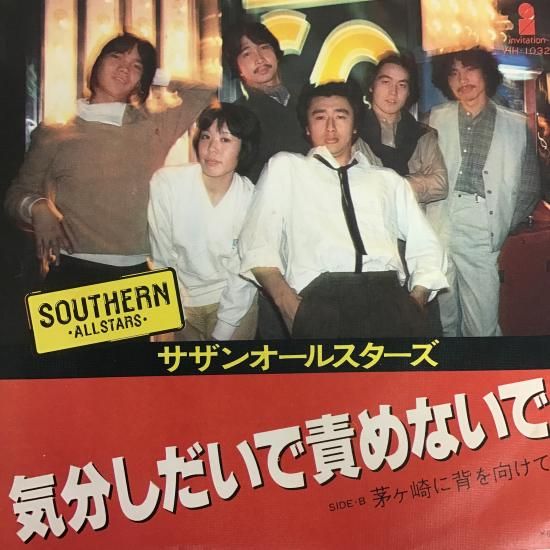 invitation
VIH-1032
SOUTHERN
・ALLSTARS・
サザンオールスターズ
気分しだいで責めないで
SIDE・B 茅ヶ崎に背を向けて